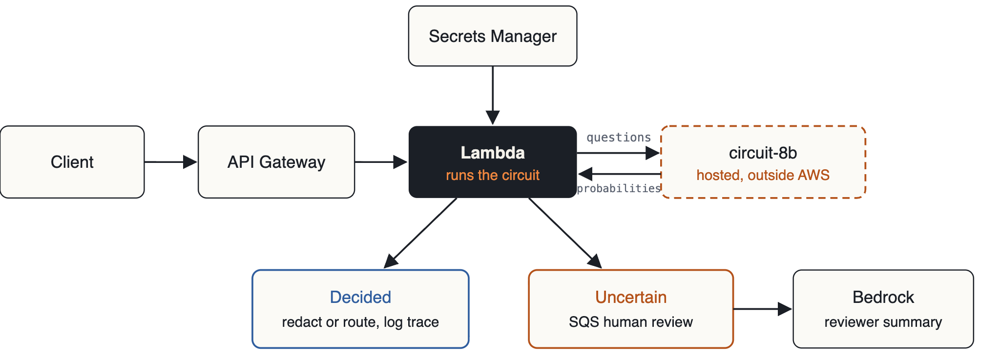 Secrets Manager
Client
API Gateway
Lambda
runs the circuit
questions
probabilities
circuit-8b
hosted, outside AWS
Decided
redact or route, log trace
Uncertain
SQS human review
Bedrock
reviewer summary